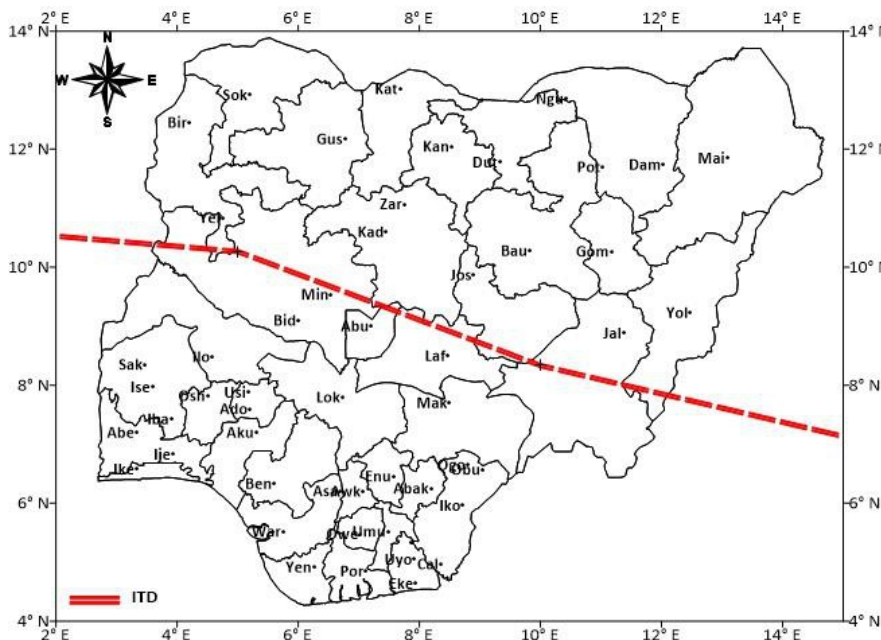 2° E 4° E 6° E 8° E 10° E 12° E 14° E
14° N 14° N
N
W E
S
Sok
Kat
Ngu
Bir
Gus
Kan
Dut
Pot
Dam
Mai
12° N 12° N
Yel
Zar
Kad
Bau
Gom
10° N 10° N
Jos
Min
Bid
Abu
Yol
Jal
Laf
Ilo
Sak
8° N 8° N
Ise
Osh
Usi
Ado
Lok
Mak
Iba
Abe
Aku
Ije
Ike
Ogo
Obu
Ben
Asa
Awk
Enu
Abak
6° N 6° N
Iko
War
Owe
Umu
Yen
Por
Uyo
Cal
Eke
ITD
4° N 4° N
2° E 4° E 6° E 8° E 10° E 12° E 14° E